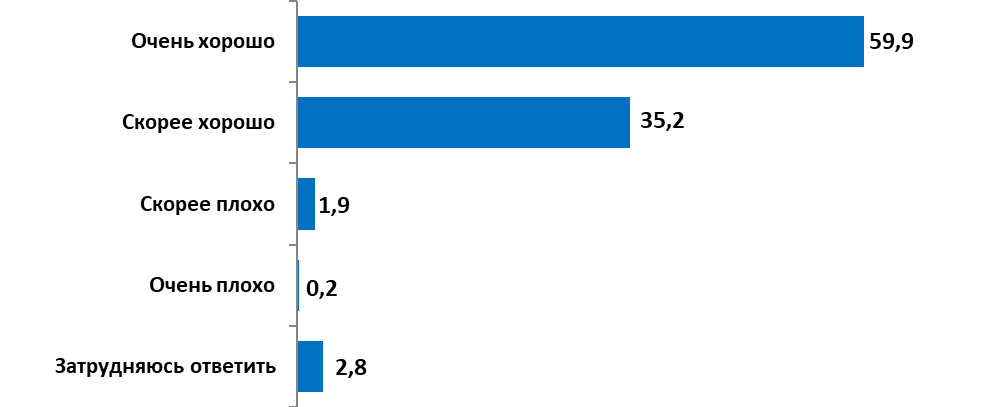 Очень хорошо 59,9
Скорее хорошо 35,2
Скорее плохо 1,9
Очень плохо 0,2
Затрудняюсь ответить 2,8